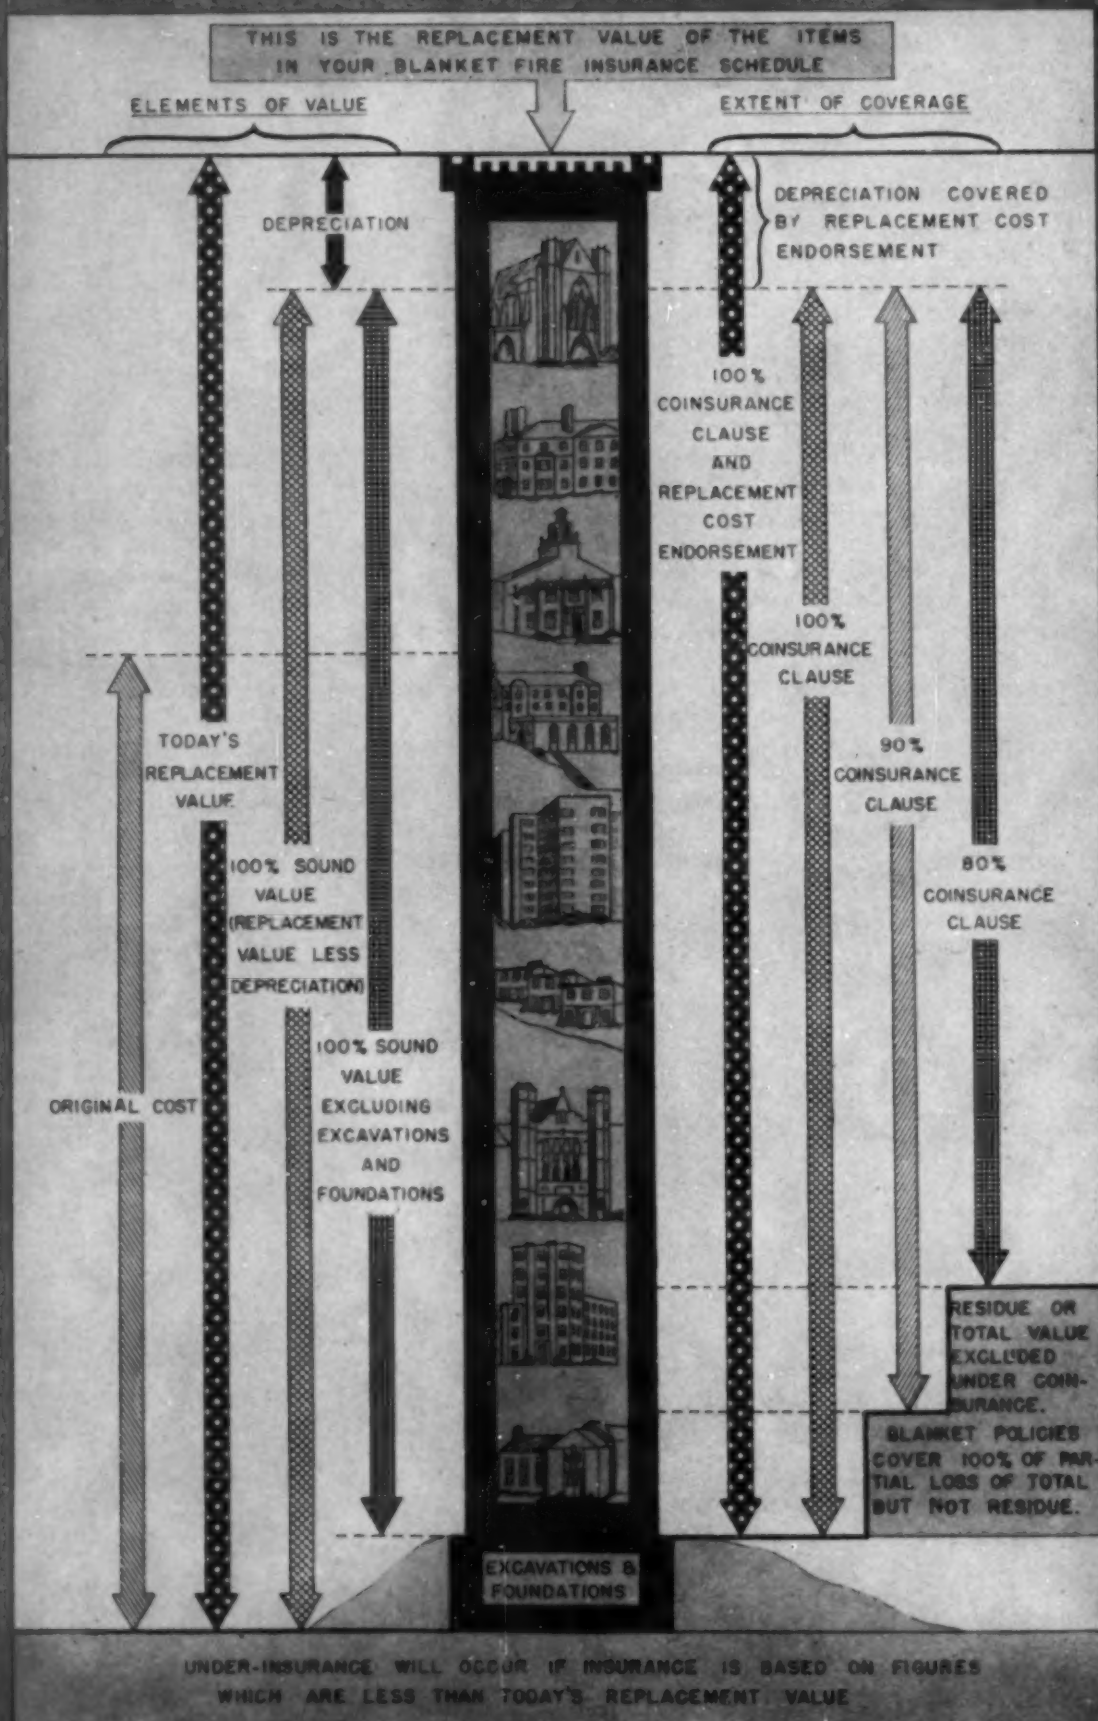 THIS IS THE REPLACEMENT VALUE OF THE ITEMS
IN YOUR BLANKET FIRE INSURANCE SCHEDULE
ELEMENTS OF VALUE
EXTENT OF COVERAGE
DEPRECIATION
DEPRECIATION COVERED
BY REPLACEMENT COST
ENDORSEMENT
100%
COINSURANCE
CLAUSE
AND
REPLACEMENT
COST
ENDORSEMENT
100%
COINSURANCE
CLAUSE
TODAY'S
REPLACEMENT
VALUE
90%
COINSURANCE
CLAUSE
100% SOUND
VALUE
(REPLACEMENT
VALUE LESS
DEPRECIATION)
80%
COINSURANCE
CLAUSE
100% SOUND
VALUE
EXCLUDING
EXCAVATIONS
AND
FOUNDATIONS
ORIGINAL COST
RESIDUE OR
TOTAL VALUE
EXCLUDED
UNDER COIN-
SURANCE.
BLANKET POLICIES
COVER 100% OF PAR-
TIAL LOSS OF TOTAL
BUT NOT RESIDUE.
EXCAVATIONS &
FOUNDATIONS
UNDER-INSURANCE WILL OCCUR IF INSURANCE IS BASED ON FIGURES
WHICH ARE LESS THAN TODAY'S REPLACEMENT VALUE